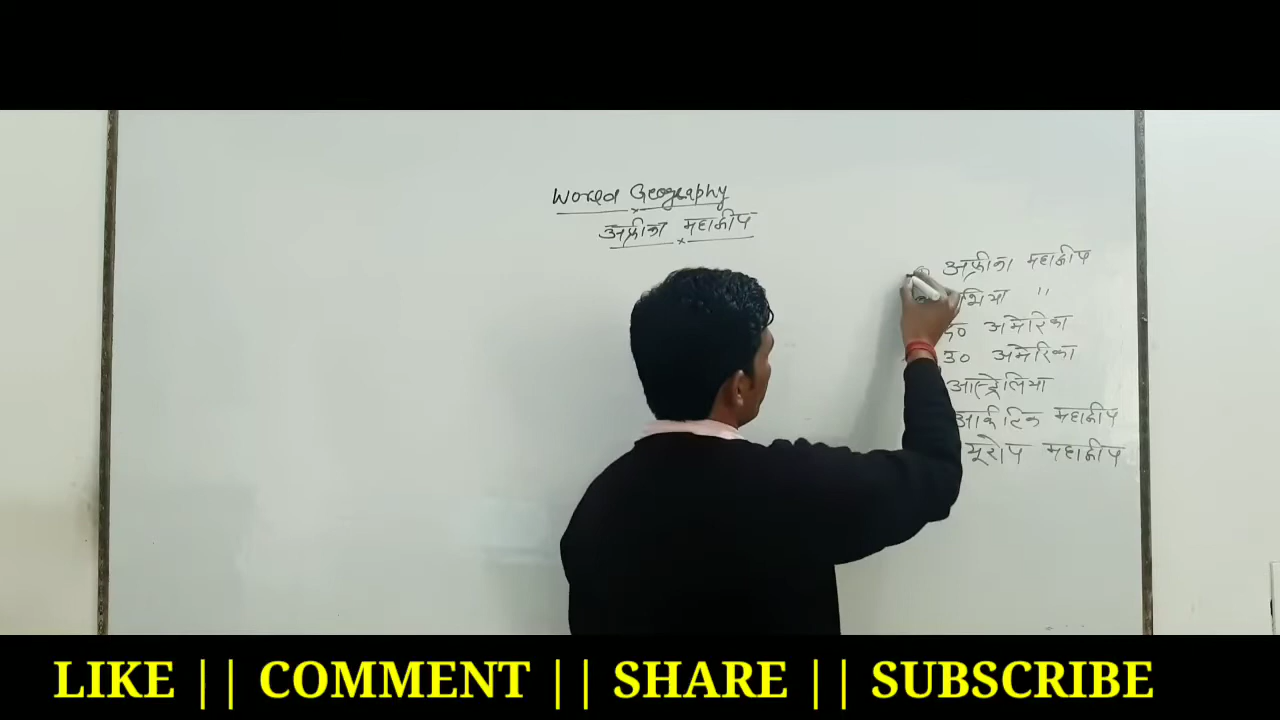 World Geography
अफ्रीका महाद्वीप
अफ्रीका महाद्वीप
शिया "
द० अमेरिका
उ० अमेरिका
आस्ट्रेलिया
आर्कटिक महाद्वीप
यूरोप महाद्वीप
LIKE || COMMENT || SHARE || SUBSCRIBE